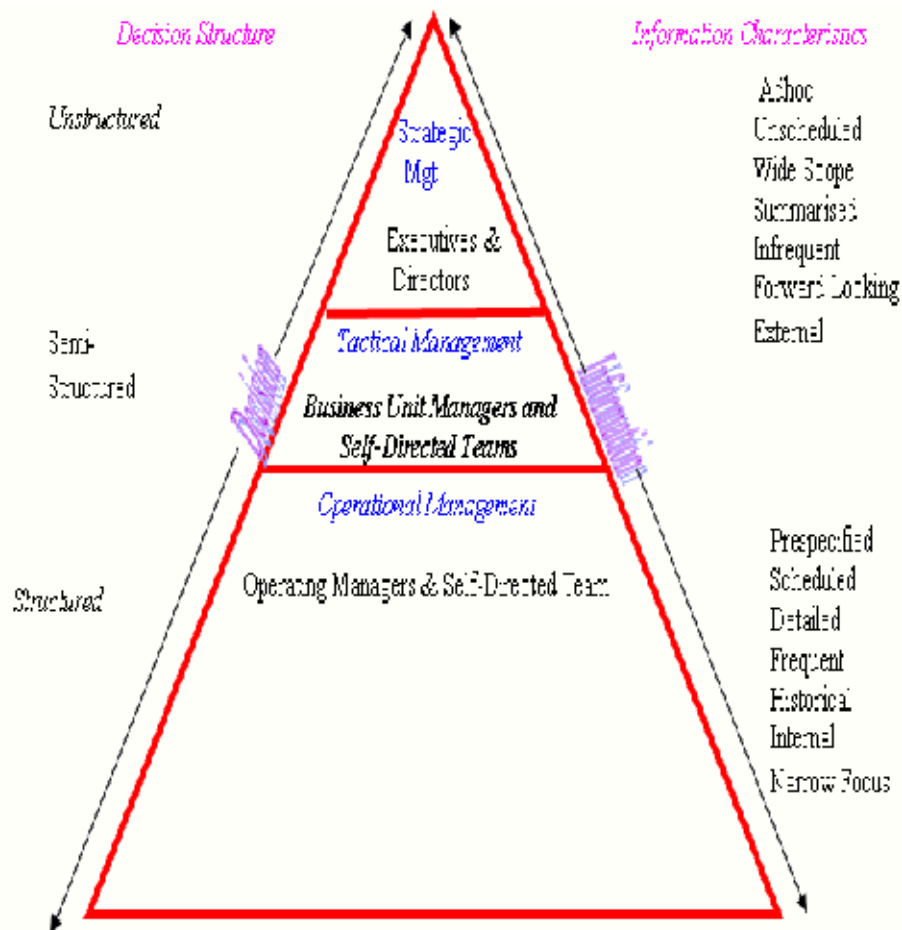 Decision Structure
Information Characteristics
Unstructured
Strategic
Mgt
Executives &
Directors
Adhoc
Unscheduled
Wide Scope
Summarised
Infrequent
Forward Looking
External
Semi-
Structured
Tactical Management
Business Unit Managers and
Self-Directed Teams
Operational Management
Operating Managers & Self-Directed Team
Structured
Prespecified
Scheduled
Detailed
Frequent
Historical
Internal
Narrow Focus